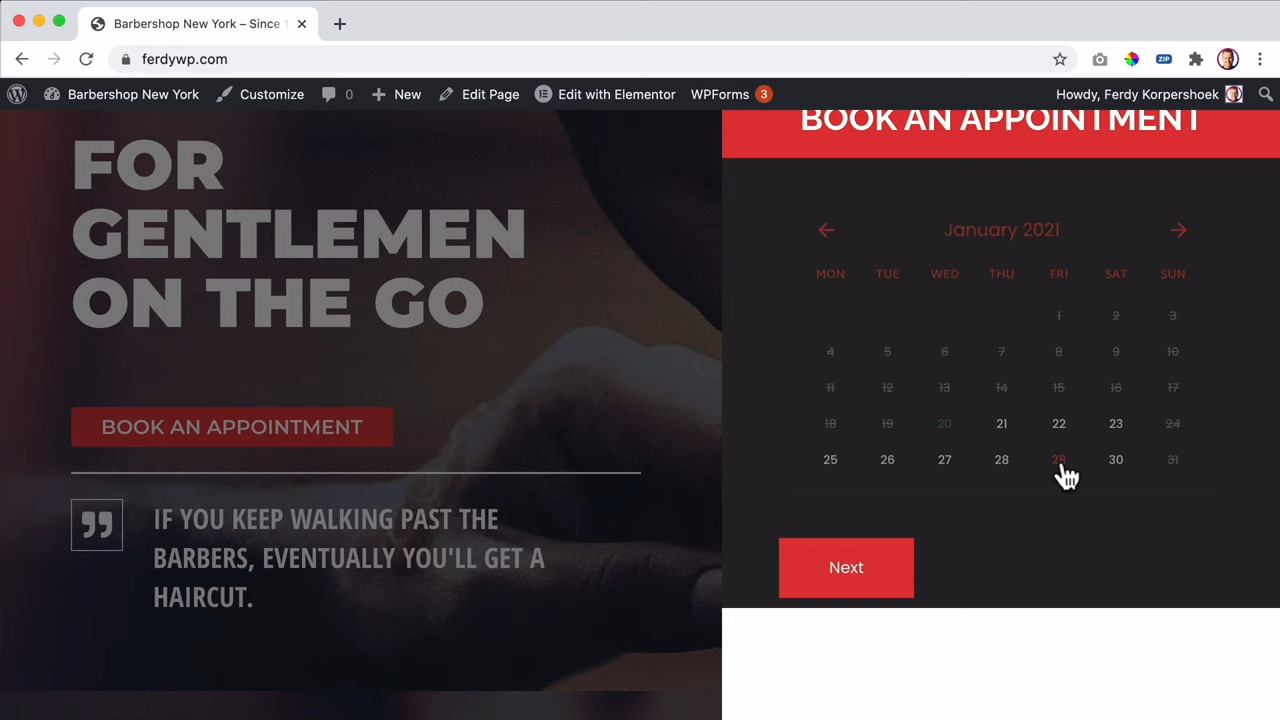 Barbershop New York – Since 1
ferdywp.com
ZIP
Barbershop New York
Customize
0
New
Edit Page
Edit with Elementor
WPForms 3
Howdy, Ferdy Korpershoek
FOR
GENTLEMEN
ON THE GO
BOOK AN APPOINTMENT
IF YOU KEEP WALKING PAST THE
BARBERS, EVENTUALLY YOU'LL GET A
HAIRCUT.
BOOK AN APPOINTMENT
January 2021
MON TUE WED THU FRI SAT SUN
1 2 3
4 5 6 7 8 9 10
11 12 13 14 15 16 17
18 19 20 21 22 23 24
25 26 27 28 29 30 31
Next